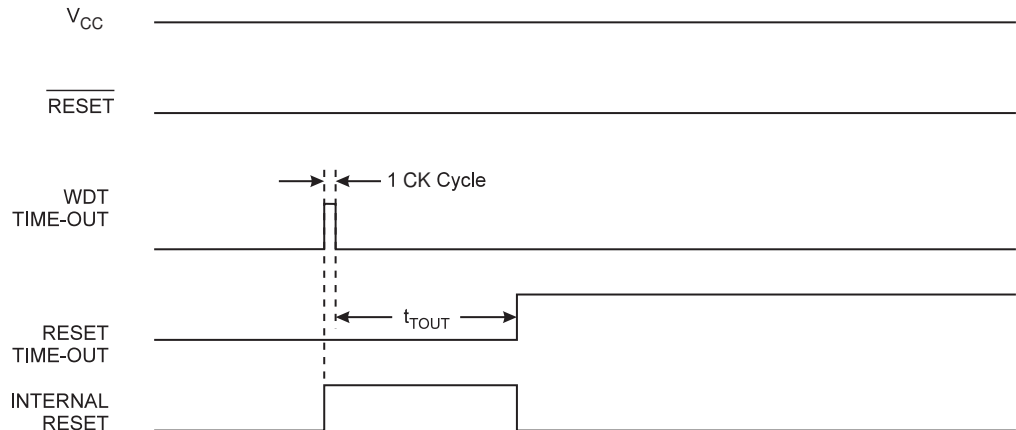 VCC
RESET
1 CK Cycle
WDT
TIME-OUT
tTOUT
RESET
TIME-OUT
INTERNAL
RESET